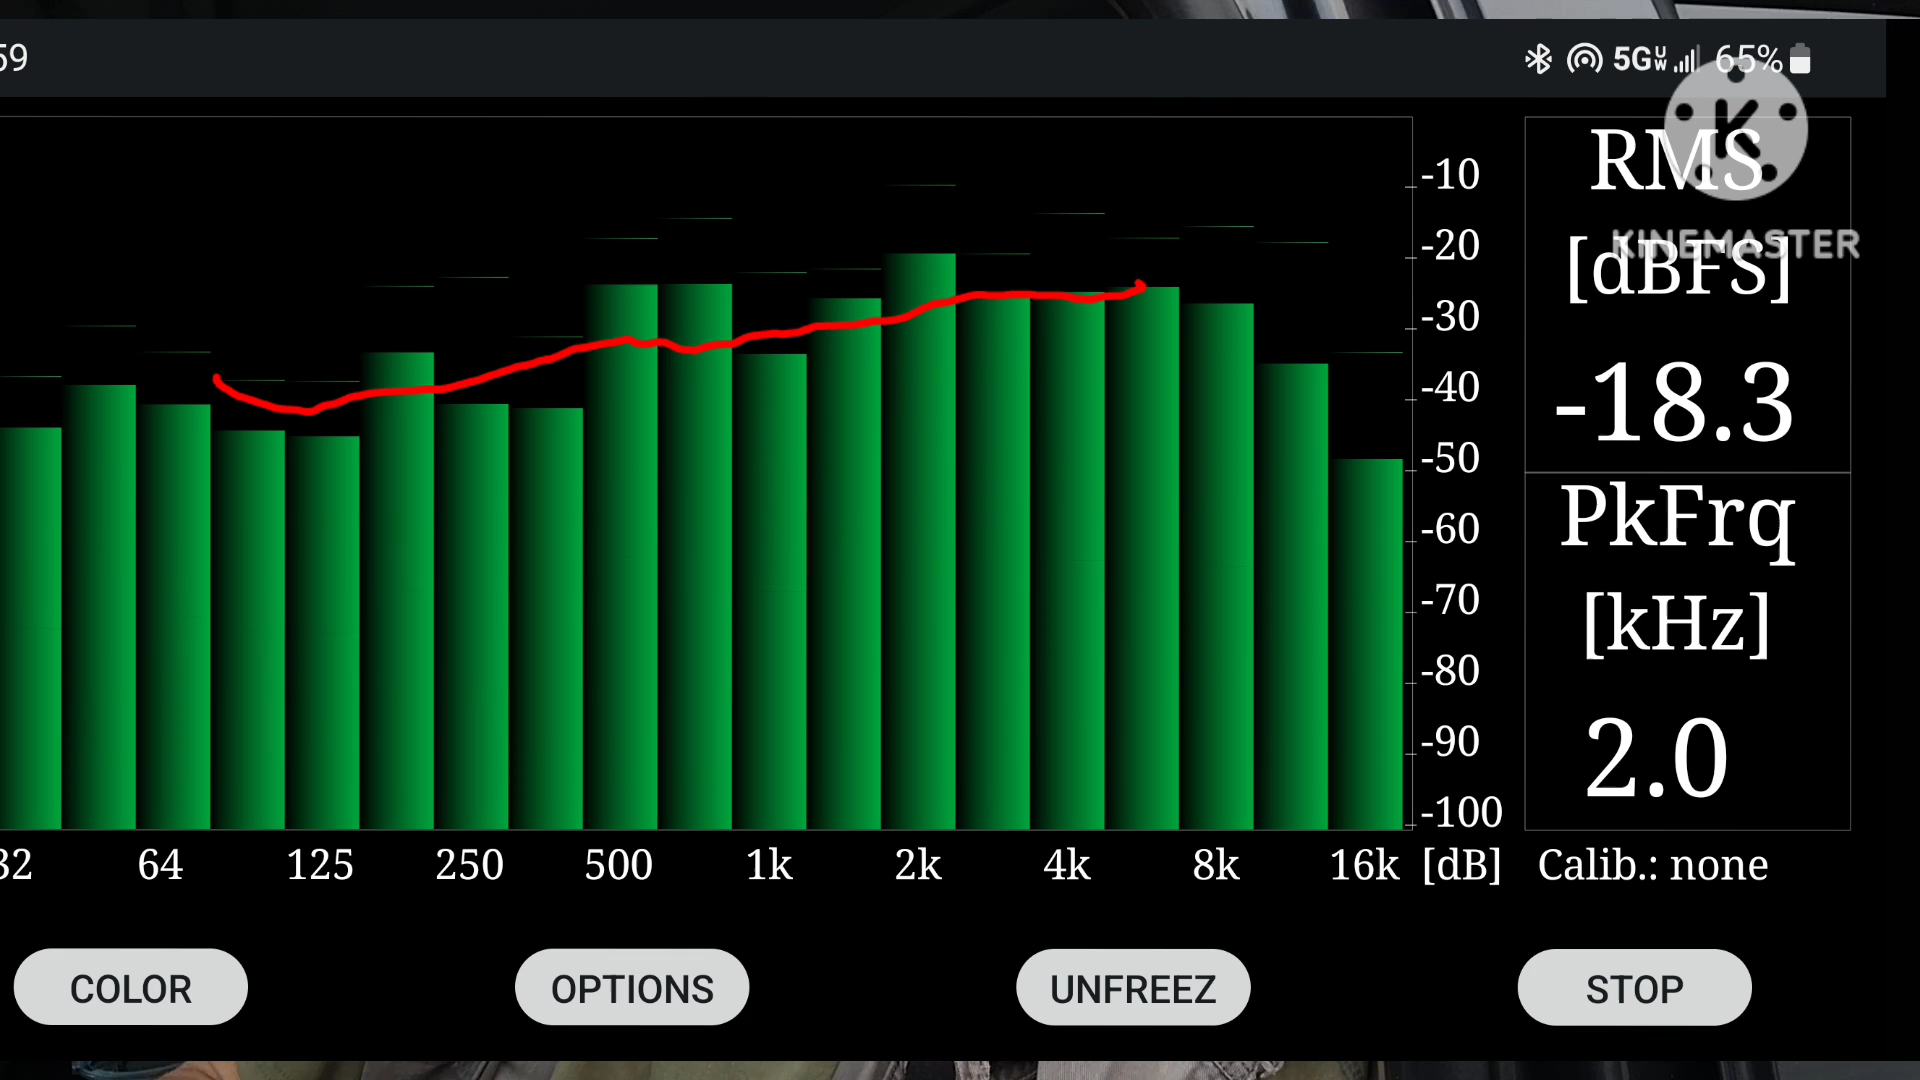 59
5G UW 65%
RMS
[dBFS]
-18.3
PkFrq
[kHz]
2.0
KINEMASTER
-10
-20
-30
-40
-50
-60
-70
-80
-90
-100
32 64 125 250 500 1k 2k 4k 8k 16k [dB] Calib.: none
COLOR OPTIONS UNFREEZ STOP